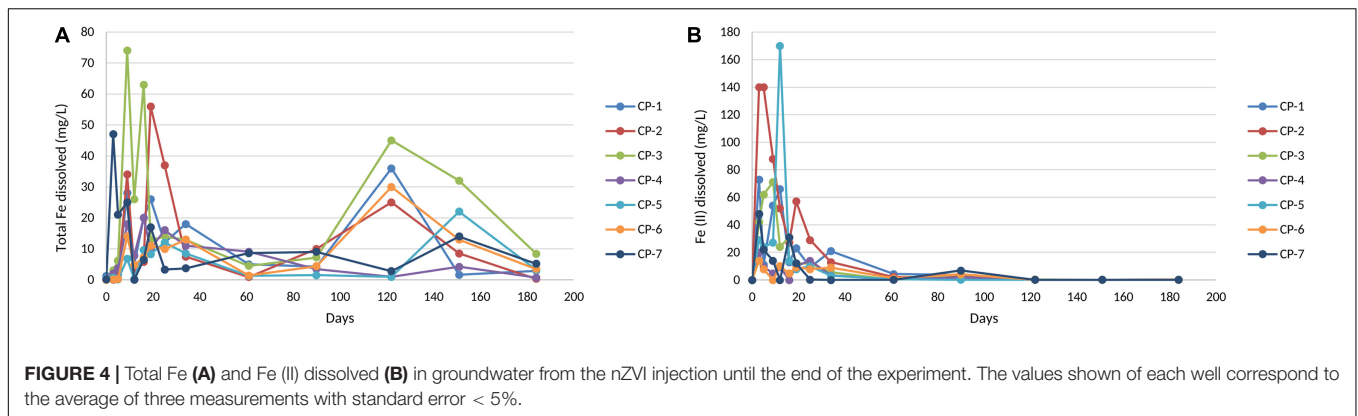 A
80
70
60
50
40
30
20
10
0
Total Fe dissolved (mg/L)
0 20 40 60 80 100 120 140 160 180 200
Days
CP-1
CP-2
CP-3
CP-4
CP-5
CP-6
CP-7
B
180
160
140
120
100
80
60
40
20
0
Fe (II) dissolved (mg/L)
0 20 40 60 80 100 120 140 160 180 200
Days
CP-1
CP-2
CP-3
CP-4
CP-5
CP-6
CP-7
FIGURE 4 | Total Fe (A) and Fe (II) dissolved (B) in groundwater from the nZVI injection until the end of the experiment. The values shown of each well correspond to
the average of three measurements with standard error < 5%.